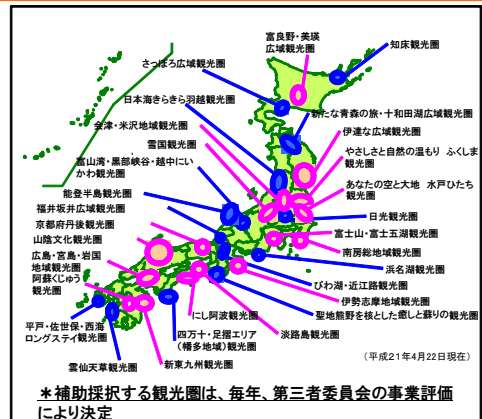 富良野・美瑛
広域観光圏
知床観光圏
さっぽろ広域観光圏
日本海きらきら羽越観光圏
新たな青森の旅・十和田湖広域観光圏
会津・米沢地域観光圏
伊達な広域観光圏
雪国観光圏
やさしさと自然の温もり ふくしま
観光圏
富山湾・黒部峡谷・越中にい
かわ観光圏
あなたの空と大地 水戸ひたち
観光圏
能登半島観光圏
福井坂井広域観光圏
日光観光圏
京都府丹後観光圏
富士山・富士五湖観光圏
山陰文化観光圏
南房総地域観光圏
広島・宮島・岩国
地域観光圏
浜名湖観光圏
阿蘇くじゅう
観光圏
びわ湖・近江路観光圏
伊勢志摩地域観光圏
にし阿波観光圏
聖地熊野を核とした癒しと蘇りの観光圏
平戸・佐世保・西海
ロングステイ観光圏
四万十・足摺エリア
(幡多地域)観光圏
淡路島観光圏
雲仙天草観光圏
新東九州観光圏
(平成21年4月22日現在)
*補助採択する観光圏は、毎年、第三者委員会の事業評価
により決定